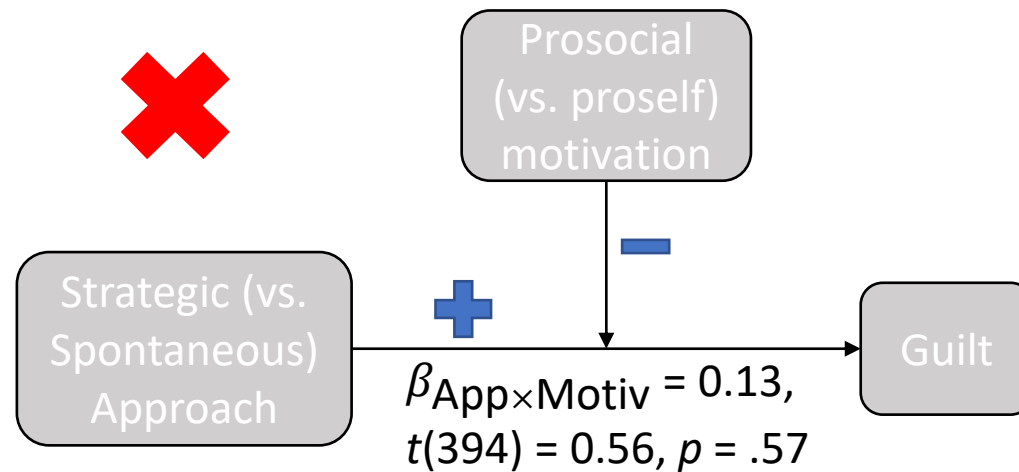 Prosocial
(vs. proself)
motivation
Strategic (vs.
Spontaneous)
Approach
Guilt
βApp×Motiv = 0.13,
t(394) = 0.56, p = .57